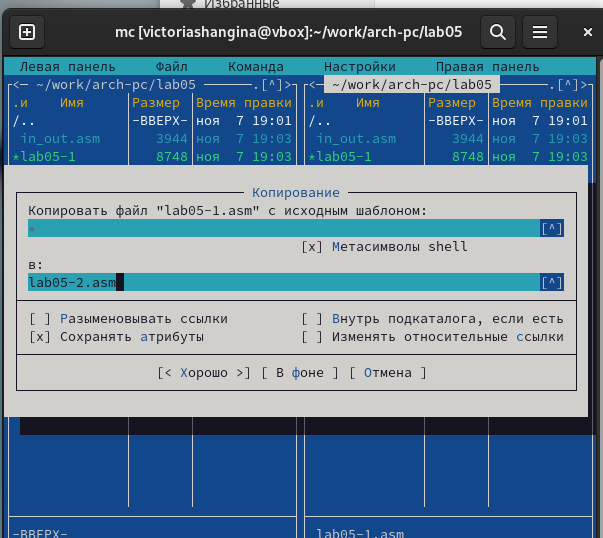 Избранные
mc [victoriashangina@vbox]:~/work/arch-pc/lab05
Левая панель Файл Команда Настройки Правая панель
<─ ~/work/arch-pc/lab05 .[^]> <─ ~/work/arch-pc/lab05 .[^]>
.и Имя Размер Время правки .и Имя Размер Время правки
/.. -ВВЕРХ- ноя 7 19:01 /.. -ВВЕРХ- ноя 7 19:01
in_out.asm 3944 ноя 7 19:03 in_out.asm 3944 ноя 7 19:03
*lab05-1 8748 ноя 7 19:03 *lab05-1 8748 ноя 7 19:03
Копирование
Копировать файл "lab05-1.asm" с исходным шаблоном:
* [^]
[x] Метасимволы shell
в:
lab05-2.asm [^]
[ ] Разыменовывать ссылки [ ] Внутрь подкаталога, если есть
[x] Сохранять атрибуты [ ] Изменять относительные ссылки
[< Хорошо >] [ В фоне ] [ Отмена ]
-ВВЕРХ- lab05-1.asm